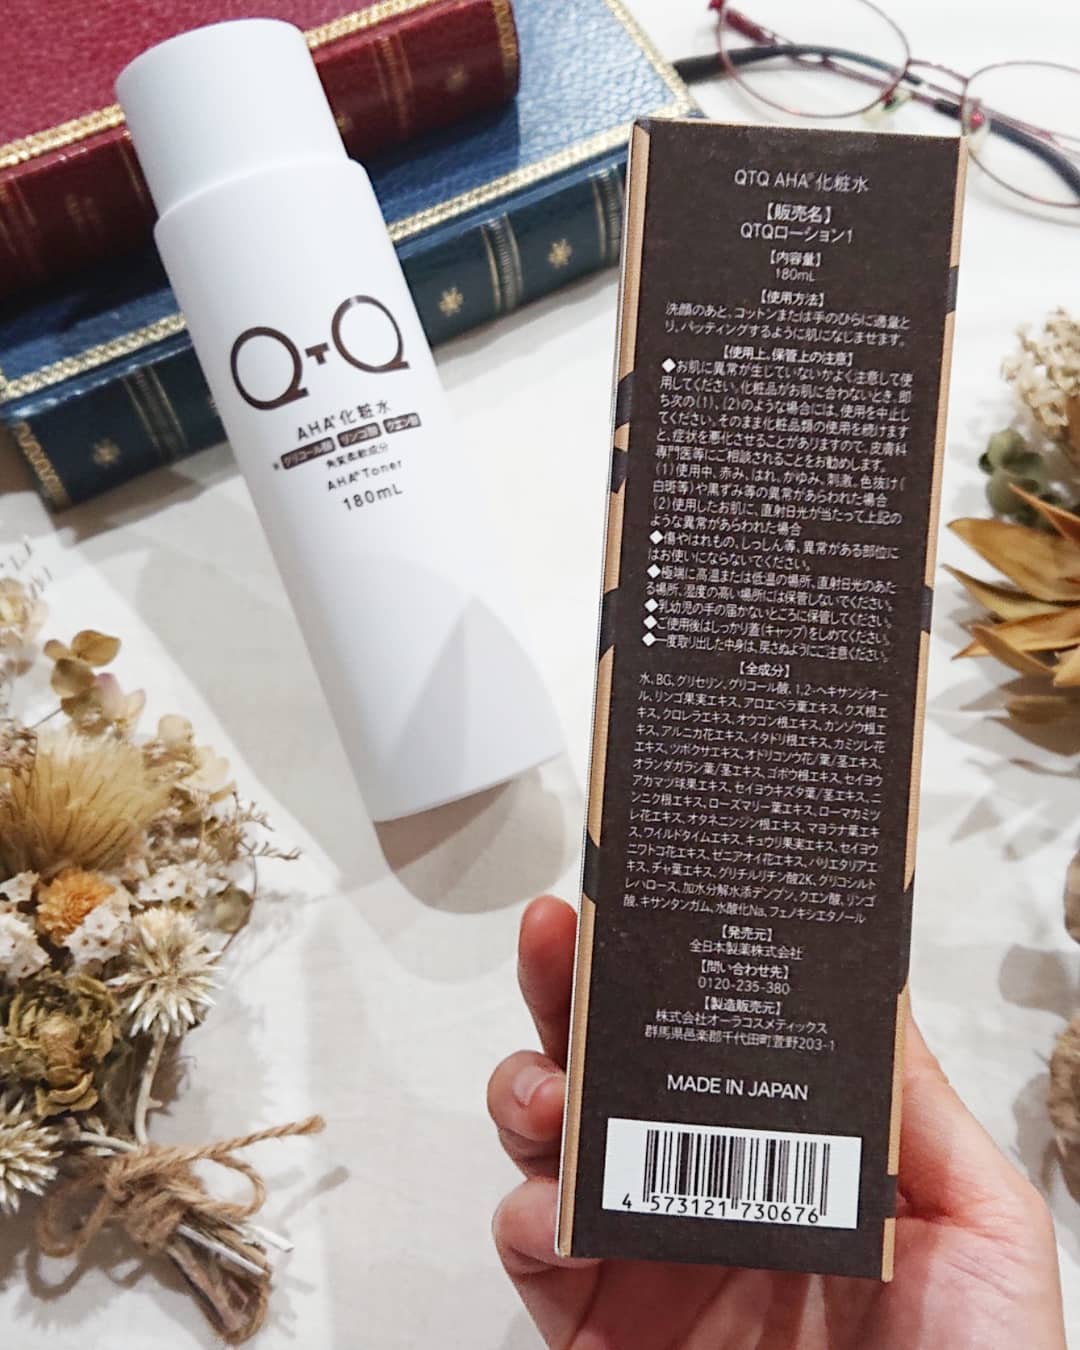 QTQ
AHA®化粧水
※グリコール酸 リンゴ酸 クエン酸
角質柔軟成分
AHA®Toner
180mL
QTQ AHA®化粧水
【販売名】
QTQローション1
【内容量】
180mL
【使用方法】
洗顔のあと、コットンまたは手のひらに適量と
り、パッティングするように肌になじませます。
【使用上、保管上の注意】
◆お肌に異常が生じていないかよく注意して使
用してください。化粧品がお肌に合わないとき、即
ち次の(1)、(2)のような場合には、使用を中止し
てください。そのまま化粧品類の使用を続けます
と、症状を悪化させることがありますので、皮膚科
専門医等にご相談されることをお勧めします。
(1)使用中、赤み、はれ、かゆみ、刺激、色抜け(
白斑等)や黒ずみ等の異常があらわれた場合
(2)使用したお肌に、直射日光が当たって上記の
ような異常があらわれた場合
◆傷やはれもの、しっしん等、異常がある部位に
はお使いにならないでください。
◆極端に高温または低温の場所、直射日光のあた
る場所、湿度の高い場所には保管しないでください。
◆乳幼児の手の届かないところに保管してください。
◆ご使用後はしっかり蓋(キャップ)をしめてください。
◆一度取り出した中身は、戻さぬようにご注意ください。
【全成分】
水、BG、グリセリン、グリコール酸、1,2-ヘキサンジオー
ル、リンゴ果実エキス、アロエベラ葉エキス、クズ根エ
キス、クロレラエキス、オウゴン根エキス、カンゾウ根エ
キス、アルニカ花エキス、イタドリ根エキス、カミツレ花
エキス、ツボクサエキス、オドリコソウ花/葉/茎エキス、
オランダガラシ葉/茎エキス、ゴボウ根エキス、セイヨウ
アカマツ球果エキス、セイヨウキズタ葉/茎エキス、ニ
ンニク根エキス、ローズマリー葉エキス、ローマカミツ
レ花エキス、オタネニンジン根エキス、マヨラナ葉エキ
ス、ワイルドタイムエキス、キュウリ果実エキス、セイヨウ
ニワトコ花エキス、ゼニアオイ花エキス、パリエタリアエ
キス、チャ葉エキス、グリチルリチン酸2K、グリコシルト
レハロース、加水分解水添デンプン、クエン酸、リンゴ
酸、キサンタンガム、水酸化Na、フェノキシエタノール
【発売元】
全日本製薬株式会社
【問い合わせ先】
0120-235-380
【製造販売元】
株式会社オーラコスメティックス
群馬県邑楽郡千代田町萱野203-1
MADE IN JAPAN
4 573121 730676